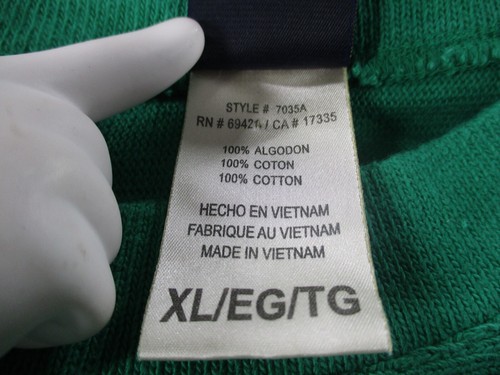 STYLE # 7035A
RN # / CA # 17335
100% ALGODON
100% COTON
100% COTTON
HECHO EN VIETNAM
FABRIQUE AU VIETNAM
MADE IN VIETNAM
XL/EG/TG